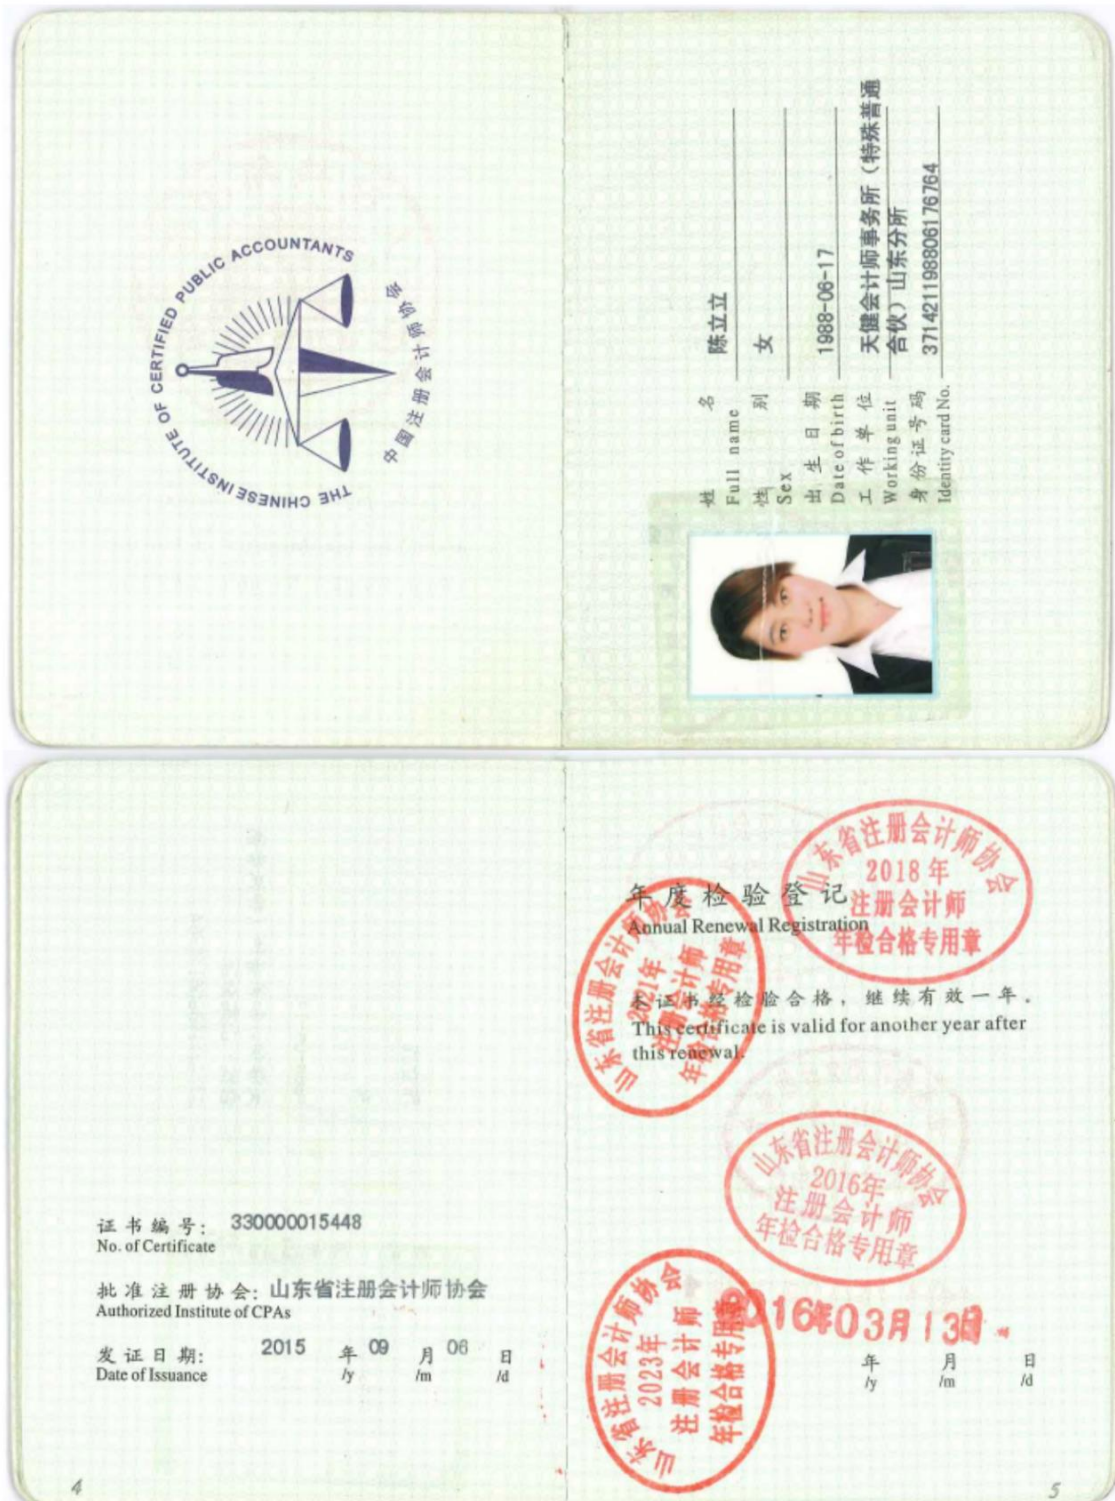 THE CHINESE INSTITUTE OF CERTIFIED PUBLIC ACCOUNTANTS
中国注册会计师协会
姓 名 陈立立
Full name
性 别 女
Sex
出 生 日 期 1988-06-17
Date of birth
工 作 单 位 天健会计师事务所（特殊普通
Working unit 合伙）山东分所
身份证号码 371421198806176764
Identity card No.
证书编号: 330000015448
No. of Certificate
批准注册协会: 山东省注册会计师协会
Authorized Institute of CPAs
发证日期: 2015 年 09 月 06 日
Date of Issuance /y /m /d
4
年度检验登记
Annual Renewal Registration
本证书经检验合格，继续有效一年。
This certificate is valid for another year after
this renewal.
山东省注册会计师协会
2018年
注册会计师
年检合格专用章
山东省注册会计师协会
2021年
注册会计师
年检合格专用章
山东省注册会计师协会
2016年
注册会计师
年检合格专用章
山东省注册会计师协会
2023年
注册会计师
年检合格专用章
2016年03月13日
年 月 日
/y /m /d
5